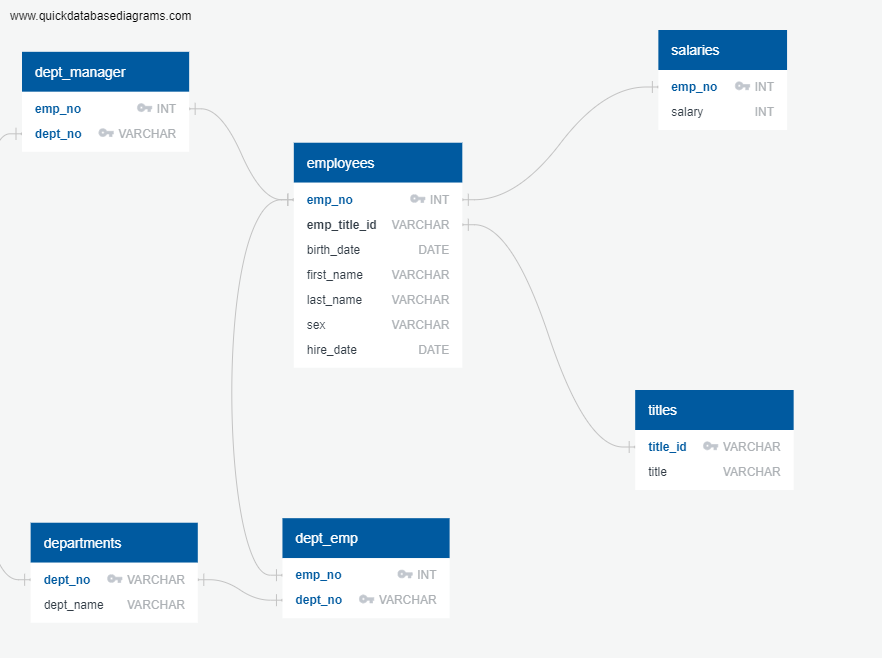 www.quickdatabasediagrams.com
dept_manager
emp_no INT
dept_no VARCHAR
salaries
emp_no INT
salary INT
employees
emp_no INT
emp_title_id VARCHAR
birth_date DATE
first_name VARCHAR
last_name VARCHAR
sex VARCHAR
hire_date DATE
titles
title_id VARCHAR
title VARCHAR
departments
dept_no VARCHAR
dept_name VARCHAR
dept_emp
emp_no INT
dept_no VARCHAR